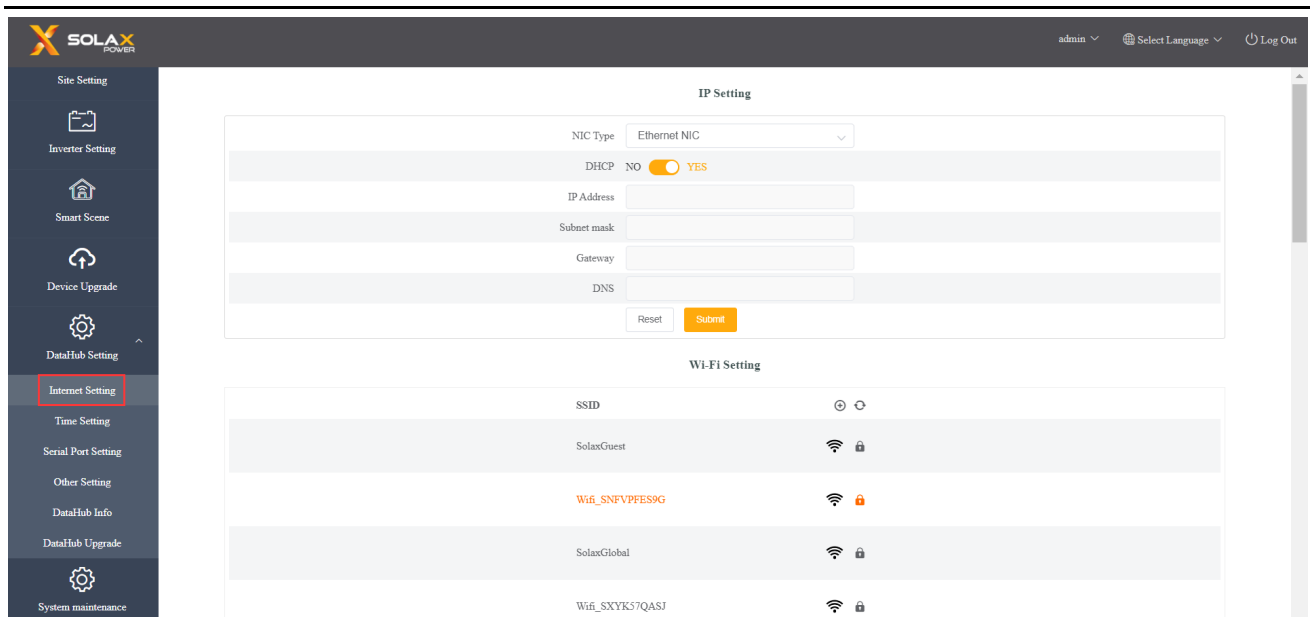 SOLAX
POWER
admin
Select Language
Log Out
Site Setting
Inverter Setting
Smart Scene
Device Upgrade
DataHub Setting
Internet Setting
Time Setting
Serial Port Setting
Other Setting
DataHub Info
DataHub Upgrade
System maintenance
IP Setting
NIC Type Ethernet NIC
DHCP NO YES
IP Address
Subnet mask
Gateway
DNS
Reset Submit
Wi-Fi Setting
SSID
SolaxGuest
Wifi_SNFVPFES9G
SolaxGlobal
Wifi_SXYK57QASJ